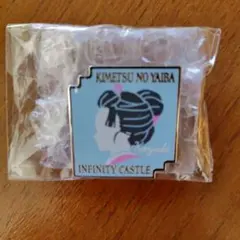 KIMETSU NO YAIBA
INFINITY CASTLE